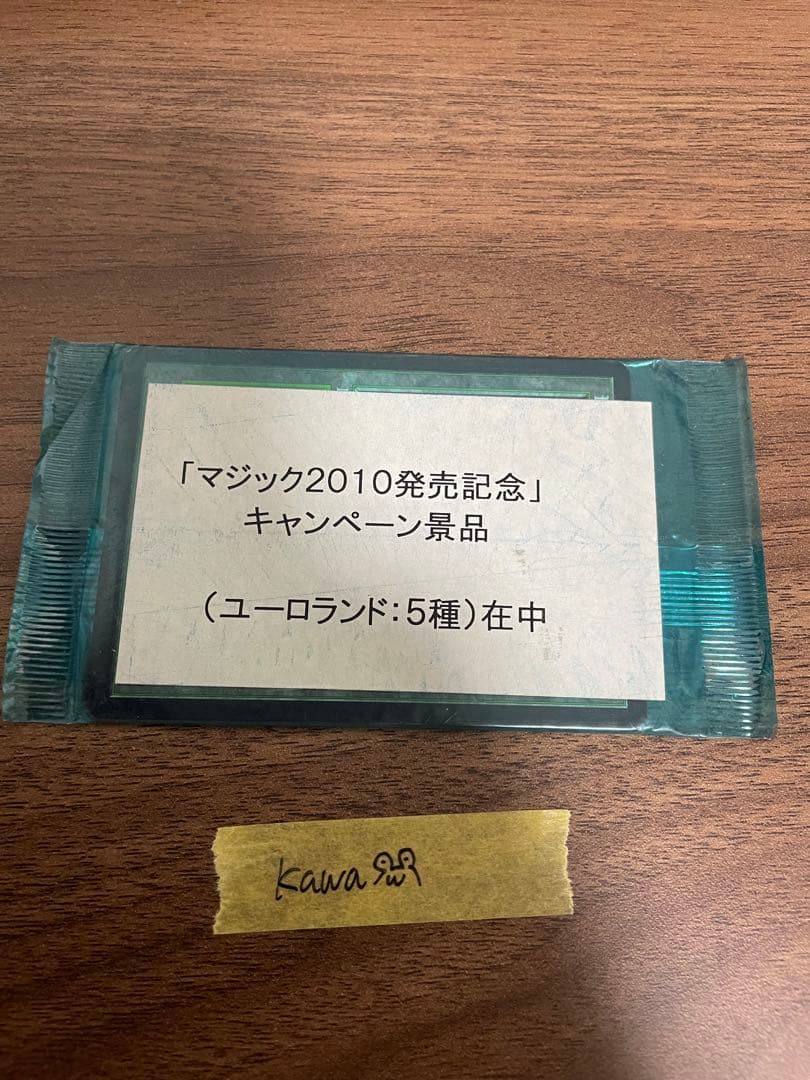 「マジック2010発売記念」
キャンペーン景品
（ユーロランド：5種）在中
kawa